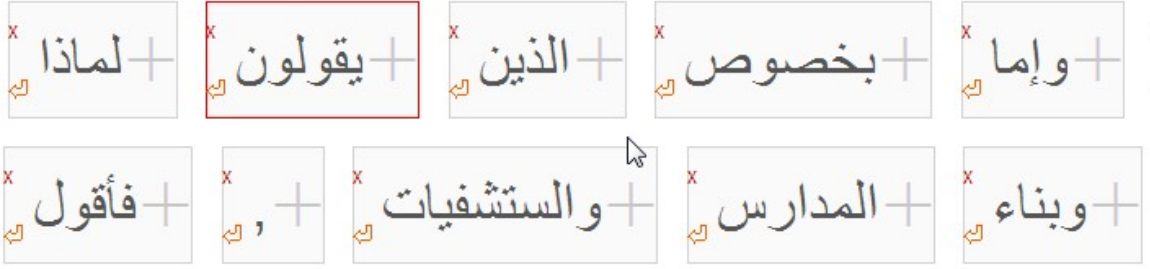 وإما بخصوص الذين يقولون لماذا
وبناء المدارس والستشفيات , فأقول